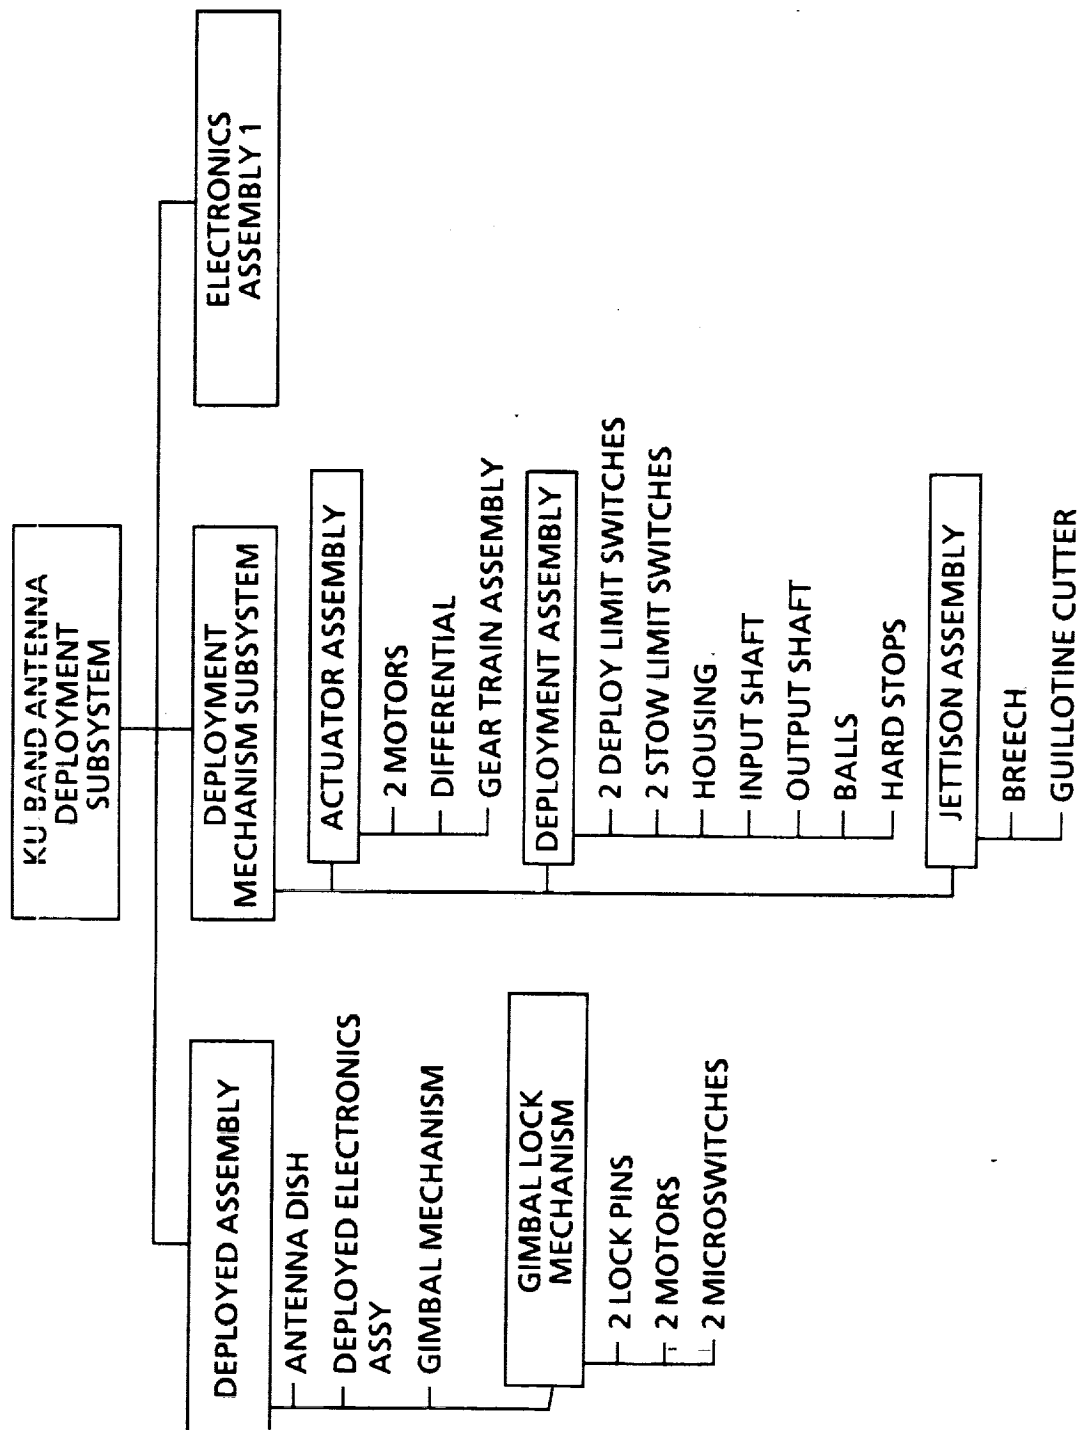 KU-BAND ANTENNA
DEPLOYMENT
SUBSYSTEM
DEPLOYED ASSEMBLY
ANTENNA DISH
DEPLOYED ELECTRONICS
ASSY
GIMBAL MECHANISM
GIMBAL LOCK
MECHANISM
2 LOCK PINS
2 MOTORS
2 MICROSWITCHES
DEPLOYMENT
MECHANISM SUBSYSTEM
ACTUATOR ASSEMBLY
2 MOTORS
DIFFERENTIAL
GEAR TRAIN ASSEMBLY
DEPLOYMENT ASSEMBLY
2 DEPLOY LIMIT SWITCHES
2 STOW LIMIT SWITCHES
HOUSING
INPUT SHAFT
OUTPUT SHAFT
BALLS
HARD STOPS
JETTISON ASSEMBLY
BREECH
GUILLOTINE CUTTER
ELECTRONICS
ASSEMBLY 1